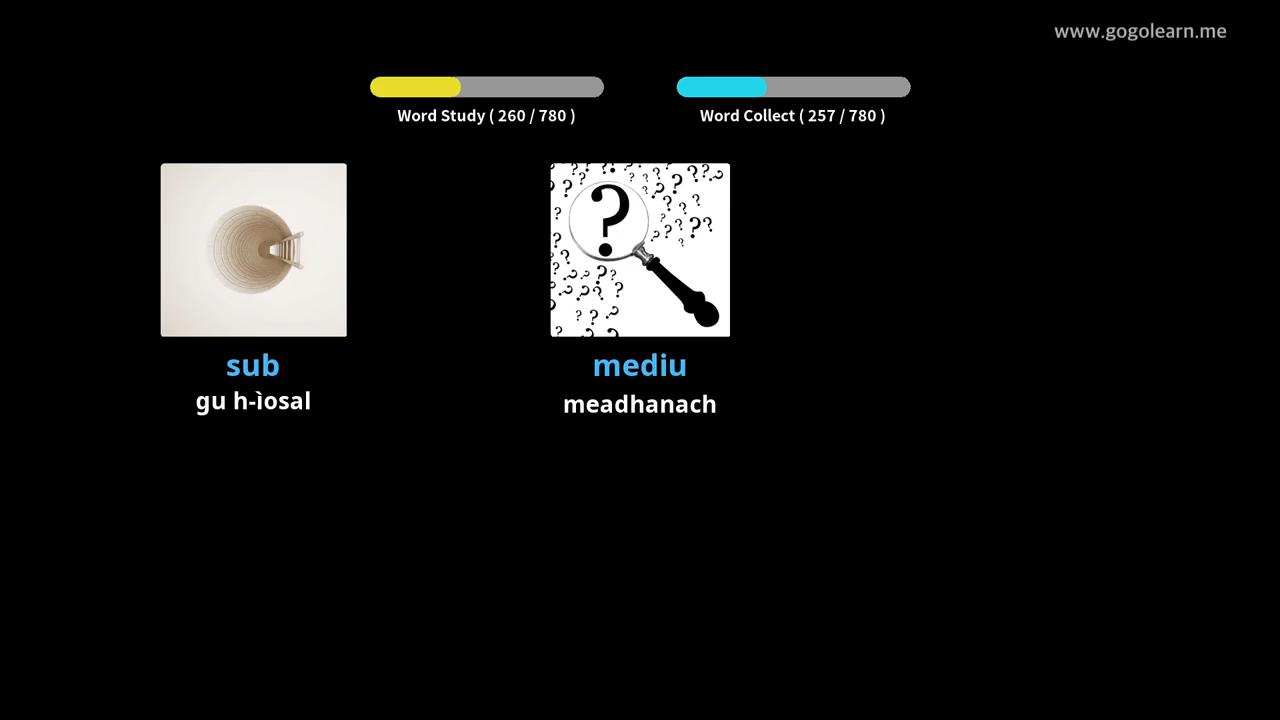 www.gogolearn.me
Word Study ( 260 / 780 )
Word Collect ( 257 / 780 )
sub
gu h-ìosal
mediu
meadhanach